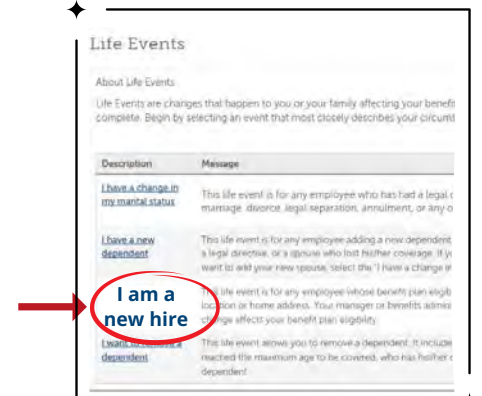 Life Events
About Life Events
Life Events are changes that happen to you or your family affecting your benefit
complete. Begin by selecting an event that most closely describes your circumst
Description Message
I have a change in
my marital status
This life event is for any employee who has had a legal c
marriage, divorce, legal separation, annulment, or any o
I have a new
dependent
This life event is for any employee adding a new dependent
a legal directive, or a spouse who lost his/her coverage. If yo
want to add your new spouse, select the "I have a change in
I am a
new hire
This life event is for any employee whose benefit plan eligib
location or home address. Your manager or benefits admini
change affects your benefit plan eligibility.
I want to remove a
dependent
This life event allows you to remove a dependent. It include
reached the maximum age to be covered, who has his/her
dependent.